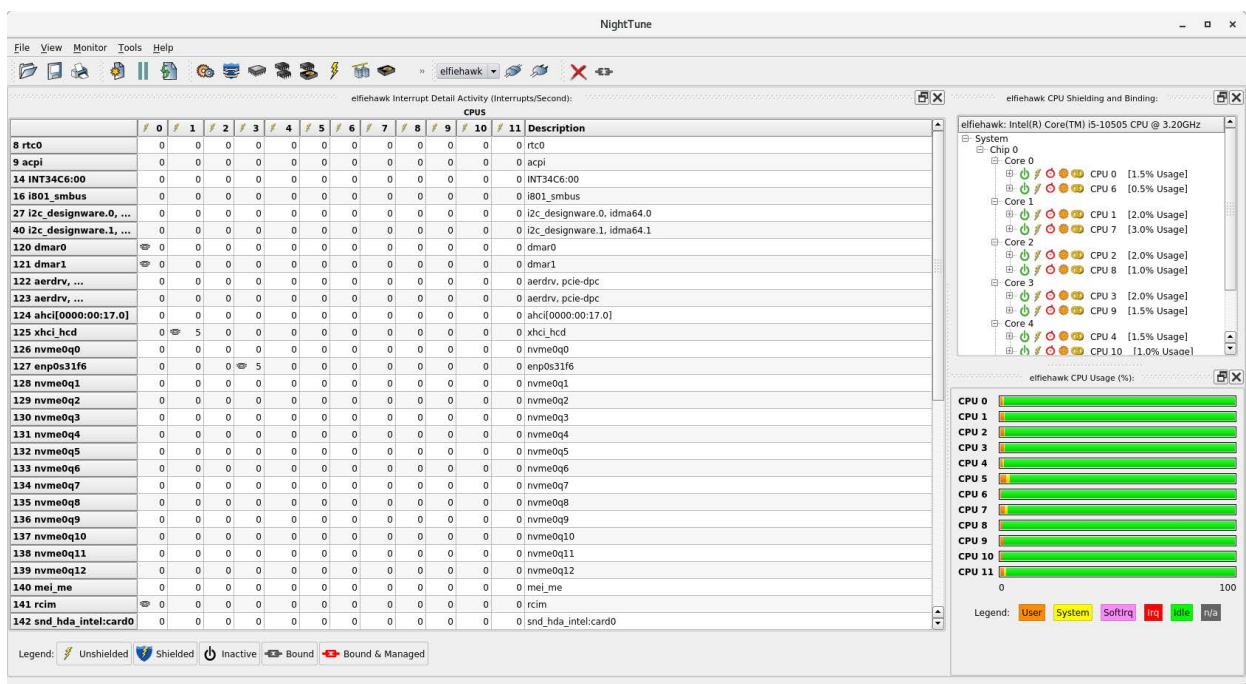 NightTune
File View Monitor Tools Help
» elfiehawk
elfiehawk Interrupt Detail Activity (Interrupts/Second):
CPUS
0 1 2 3 4 5 6 7 8 9 10 11 Description
8 rtc0 0 0 0 0 0 0 0 0 0 0 0 0 rtc0
9 acpi 0 0 0 0 0 0 0 0 0 0 0 0 acpi
14 INT34C6:00 0 0 0 0 0 0 0 0 0 0 0 0 INT34C6:00
16 i801_smbus 0 0 0 0 0 0 0 0 0 0 0 0 i801_smbus
27 i2c_designware.0, ... 0 0 0 0 0 0 0 0 0 0 0 0 i2c_designware.0, idma64.0
40 i2c_designware.1, ... 0 0 0 0 0 0 0 0 0 0 0 0 i2c_designware.1, idma64.1
120 dmar0 0 0 0 0 0 0 0 0 0 0 0 0 dmar0
121 dmar1 0 0 0 0 0 0 0 0 0 0 0 0 dmar1
122 aerdrv, ... 0 0 0 0 0 0 0 0 0 0 0 0 aerdrv, pcie-dpc
123 aerdrv, ... 0 0 0 0 0 0 0 0 0 0 0 0 aerdrv, pcie-dpc
124 ahci[0000:00:17.0] 0 0 0 0 0 0 0 0 0 0 0 0 ahci[0000:00:17.0]
125 xhci_hcd 0 5 0 0 0 0 0 0 0 0 0 0 xhci_hcd
126 nvme0q0 0 0 0 0 0 0 0 0 0 0 0 0 nvme0q0
127 enp0s31f6 0 0 0 5 0 0 0 0 0 0 0 0 enp0s31f6
128 nvme0q1 0 0 0 0 0 0 0 0 0 0 0 0 nvme0q1
129 nvme0q2 0 0 0 0 0 0 0 0 0 0 0 0 nvme0q2
130 nvme0q3 0 0 0 0 0 0 0 0 0 0 0 0 nvme0q3
131 nvme0q4 0 0 0 0 0 0 0 0 0 0 0 0 nvme0q4
132 nvme0q5 0 0 0 0 0 0 0 0 0 0 0 0 nvme0q5
133 nvme0q6 0 0 0 0 0 0 0 0 0 0 0 0 nvme0q6
134 nvme0q7 0 0 0 0 0 0 0 0 0 0 0 0 nvme0q7
135 nvme0q8 0 0 0 0 0 0 0 0 0 0 0 0 nvme0q8
136 nvme0q9 0 0 0 0 0 0 0 0 0 0 0 0 nvme0q9
137 nvme0q10 0 0 0 0 0 0 0 0 0 0 0 0 nvme0q10
138 nvme0q11 0 0 0 0 0 0 0 0 0 0 0 0 nvme0q11
139 nvme0q12 0 0 0 0 0 0 0 0 0 0 0 0 nvme0q12
140 mei_me 0 0 0 0 0 0 0 0 0 0 0 0 mei_me
141 rcim 0 0 0 0 0 0 0 0 0 0 0 0 rcim
142 snd_hda_intel:card0 0 0 0 0 0 0 0 0 0 0 0 0 snd_hda_intel:card0
Legend: Unshielded Shielded Inactive Bound Bound & Managed
elfiehawk CPU Shielding and Binding:
elfiehawk: Intel(R) Core(TM) i5-10505 CPU @ 3.20GHz
System
Chip 0
Core 0
CPU 0 [1.5% Usage]
CPU 6 [0.5% Usage]
Core 1
CPU 1 [2.0% Usage]
CPU 7 [3.0% Usage]
Core 2
CPU 2 [2.0% Usage]
CPU 8 [1.0% Usage]
Core 3
CPU 3 [2.0% Usage]
CPU 9 [1.5% Usage]
Core 4
CPU 4 [1.5% Usage]
CPU 10 [1.0% Usage]
elfiehawk CPU Usage (%):
CPU 0
CPU 1
CPU 2
CPU 3
CPU 4
CPU 5
CPU 6
CPU 7
CPU 8
CPU 9
CPU 10
CPU 11
0 100
Legend: User System SoftIrq Irq Idle n/a